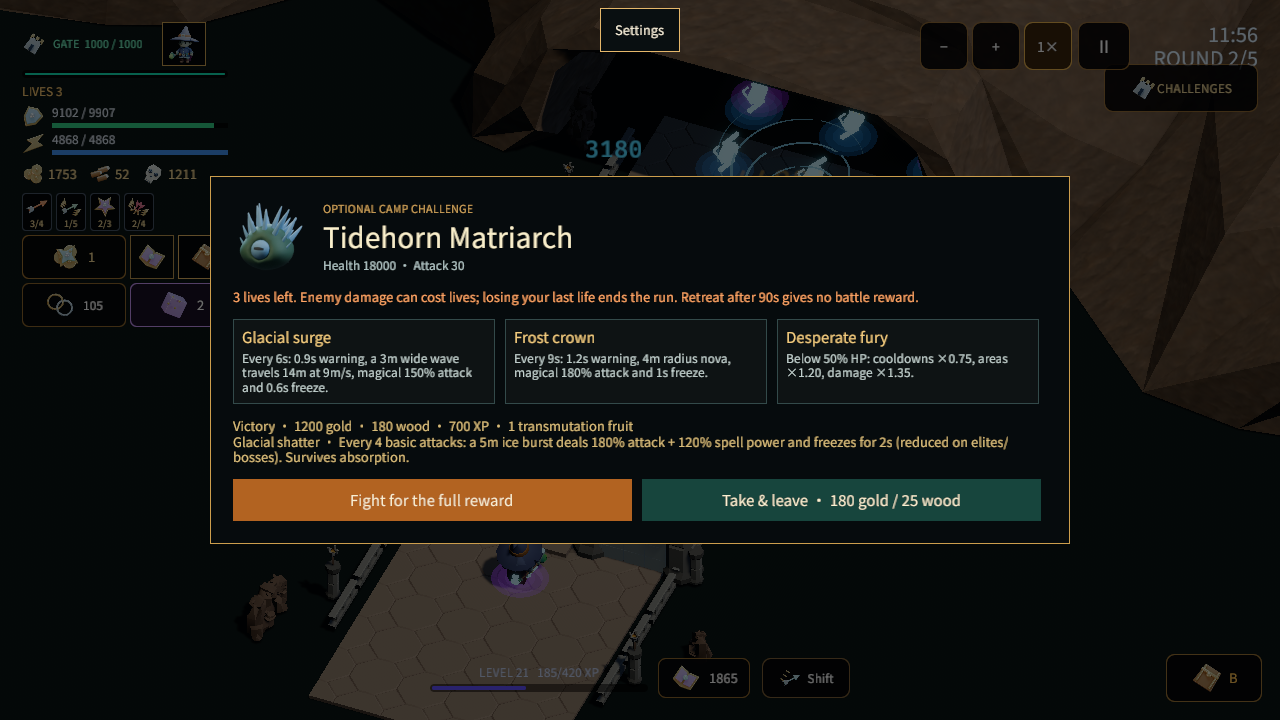 Settings
GATE 1000 / 1000
− + 1×
11:56
ROUND 2/5
CHALLENGES
LIVES 3
9102 / 9907
4868 / 4868
1753 52 1211
3/4 1/5 2/3 2/4
1
105 2
3180
OPTIONAL CAMP CHALLENGE
Tidehorn Matriarch
Health 18000 · Attack 30
3 lives left. Enemy damage can cost lives; losing your last life ends the run. Retreat after 90s gives no battle reward.
Glacial surge
Every 6s: 0.9s warning, a 3m wide wave
travels 14m at 9m/s, magical 150% attack
and 0.6s freeze.
Frost crown
Every 9s: 1.2s warning, 4m radius nova,
magical 180% attack and 1s freeze.
Desperate fury
Below 50% HP: cooldowns ×0.75, areas
×1.20, damage ×1.35.
Victory · 1200 gold · 180 wood · 700 XP · 1 transmutation fruit
Glacial shatter · Every 4 basic attacks: a 5m ice burst deals 180% attack + 120% spell power and freezes for 2s (reduced on elites/
bosses). Survives absorption.
Fight for the full reward
Take & leave · 180 gold / 25 wood
LEVEL 21 185/420 XP
1865
Shift
B